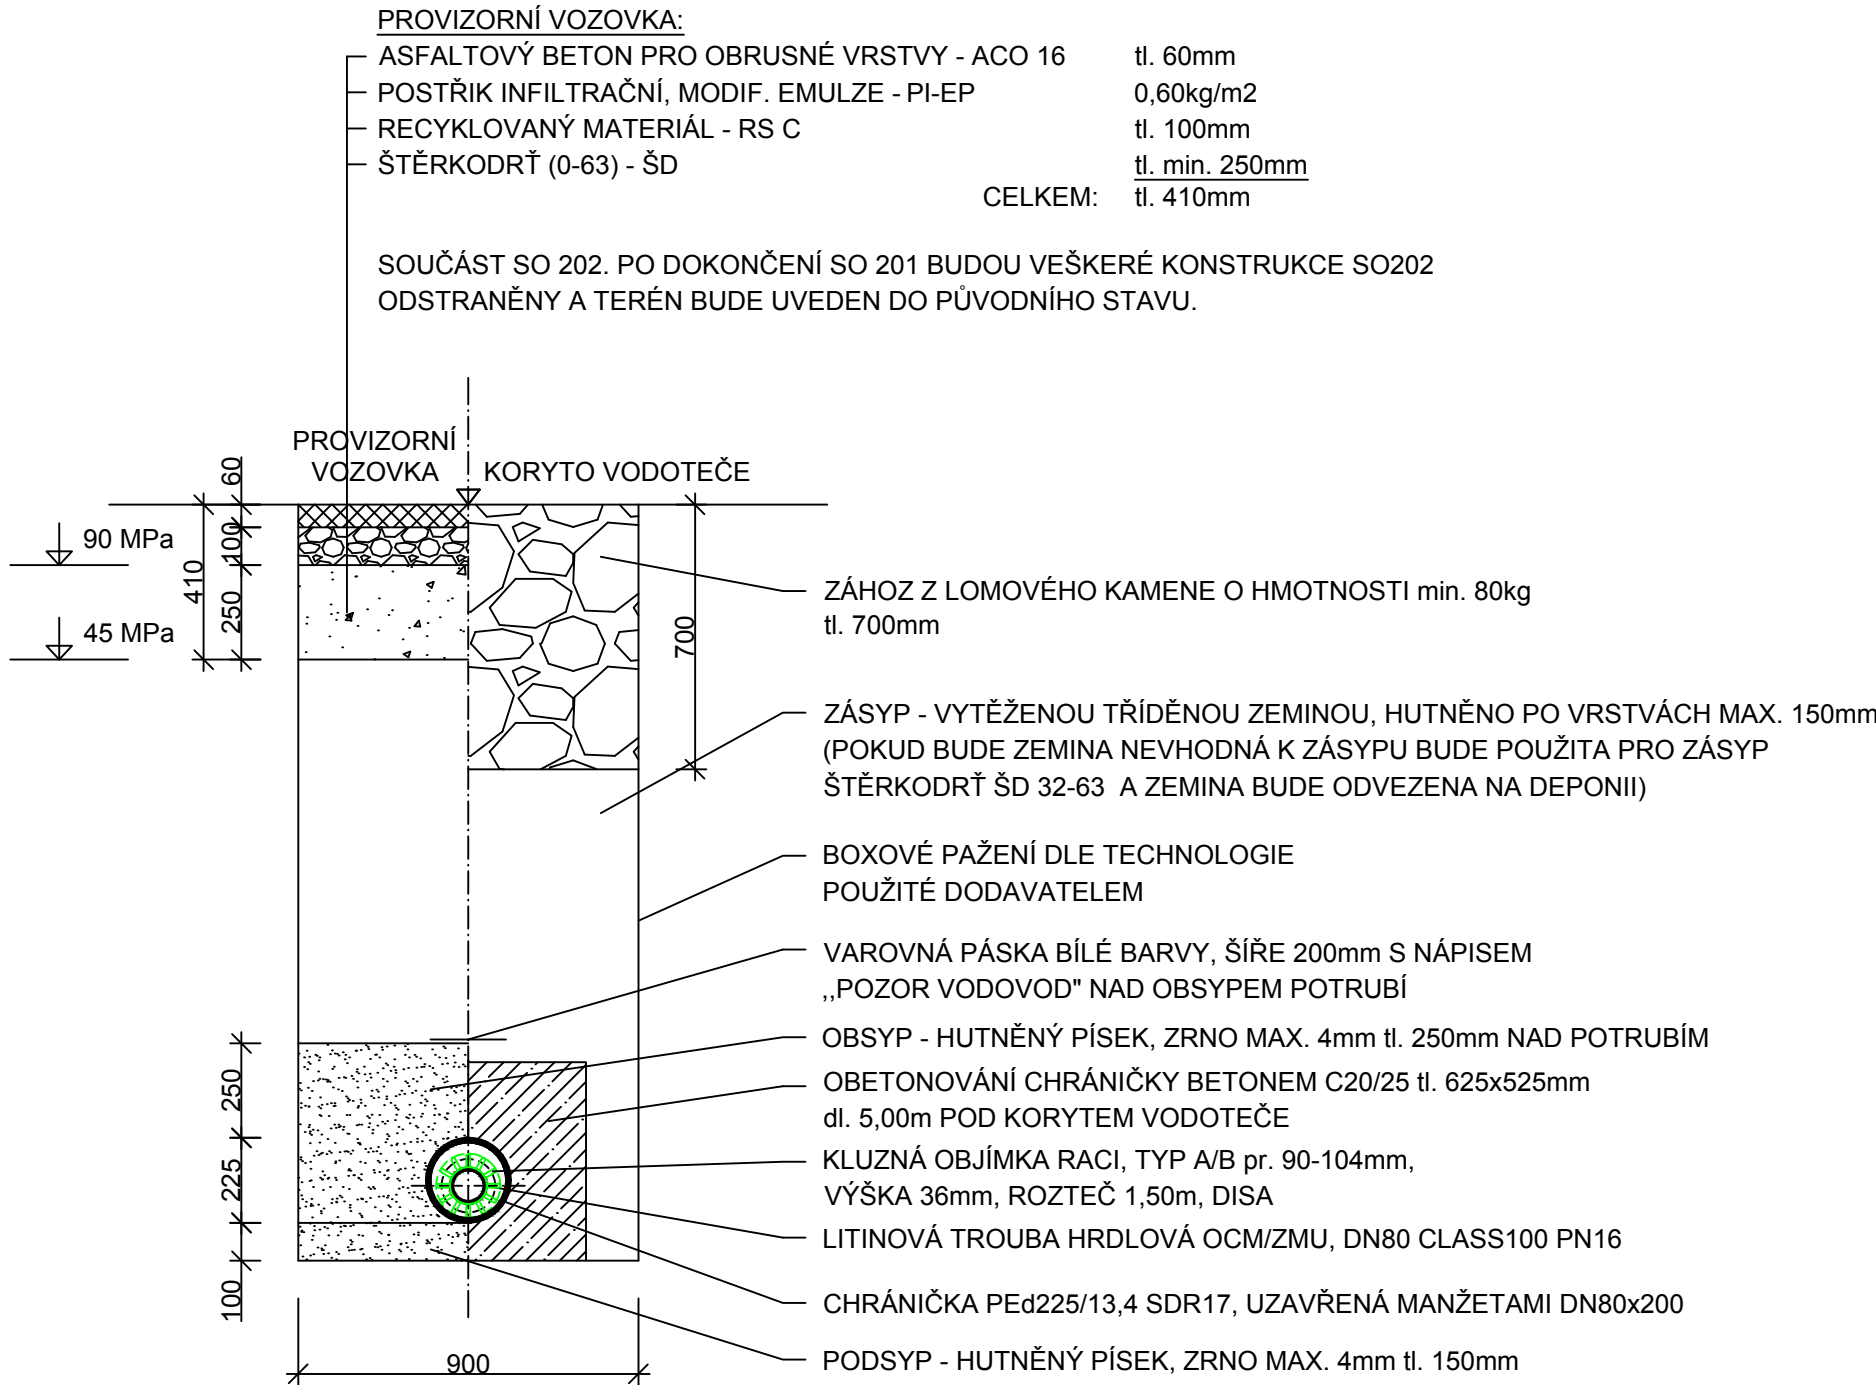 PROVIZORNÍ VOZOVKA:
ASFALTOVÝ BETON PRO OBRUSNÉ VRSTVY - ACO 16 tl. 60mm
POSTŘIK INFILTRAČNÍ, MODIF. EMULZE - PI-EP 0,60kg/m2
RECYKLOVANÝ MATERIÁL - RS C tl. 100mm
ŠTĚRKODRŤ (0-63) - ŠD tl. min. 250mm
CELKEM: tl. 410mm
SOUČÁST SO 202. PO DOKONČENÍ SO 201 BUDOU VEŠKERÉ KONSTRUKCE SO202
ODSTRANĚNY A TERÉN BUDE UVEDEN DO PŮVODNÍHO STAVU.
PROVIZORNÍ
VOZOVKA
KORYTO VODOTEČE
60
100
250
410
90 MPa
45 MPa
700
ZÁHOZ Z LOMOVÉHO KAMENE O HMOTNOSTI min. 80kg
tl. 700mm
ZÁSYP - VYTĚŽENOU TŘÍDĚNOU ZEMINOU, HUTNĚNO PO VRSTVÁCH MAX. 150mm
(POKUD BUDE ZEMINA NEVHODNÁ K ZÁSYPU BUDE POUŽITA PRO ZÁSYP
ŠTĚRKODRŤ ŠD 32-63 A ZEMINA BUDE ODVEZENA NA DEPONII)
BOXOVÉ PAŽENÍ DLE TECHNOLOGIE
POUŽITÉ DODAVATELEM
VAROVNÁ PÁSKA BÍLÉ BARVY, ŠÍŘE 200mm S NÁPISEM
,,POZOR VODOVOD" NAD OBSYPEM POTRUBÍ
OBSYP - HUTNĚNÝ PÍSEK, ZRNO MAX. 4mm tl. 250mm NAD POTRUBÍM
OBETONOVÁNÍ CHRÁNIČKY BETONEM C20/25 tl. 625x525mm
dl. 5,00m POD KORYTEM VODOTEČE
KLUZNÁ OBJÍMKA RACI, TYP A/B pr. 90-104mm,
VÝŠKA 36mm, ROZTEČ 1,50m, DISA
LITINOVÁ TROUBA HRDLOVÁ OCM/ZMU, DN80 CLASS100 PN16
CHRÁNIČKA PEd225/13,4 SDR17, UZAVŘENÁ MANŽETAMI DN80x200
PODSYP - HUTNĚNÝ PÍSEK, ZRNO MAX. 4mm tl. 150mm
250
225
100
900